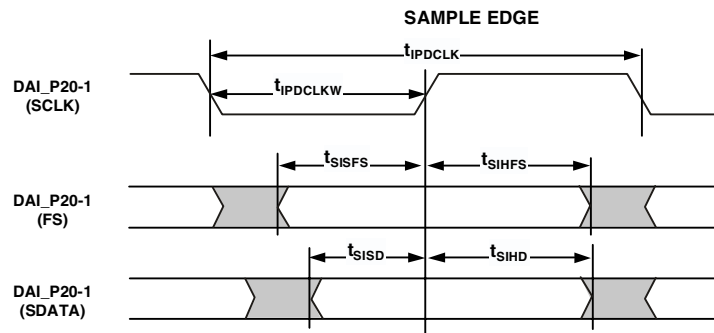 SAMPLE EDGE
tIPDCLK
DAI_P20-1
(SCLK)
tIPDCLKW
tSISFS
tSIHFS
DAI_P20-1
(FS)
tSISD
tSIHD
DAI_P20-1
(SDATA)